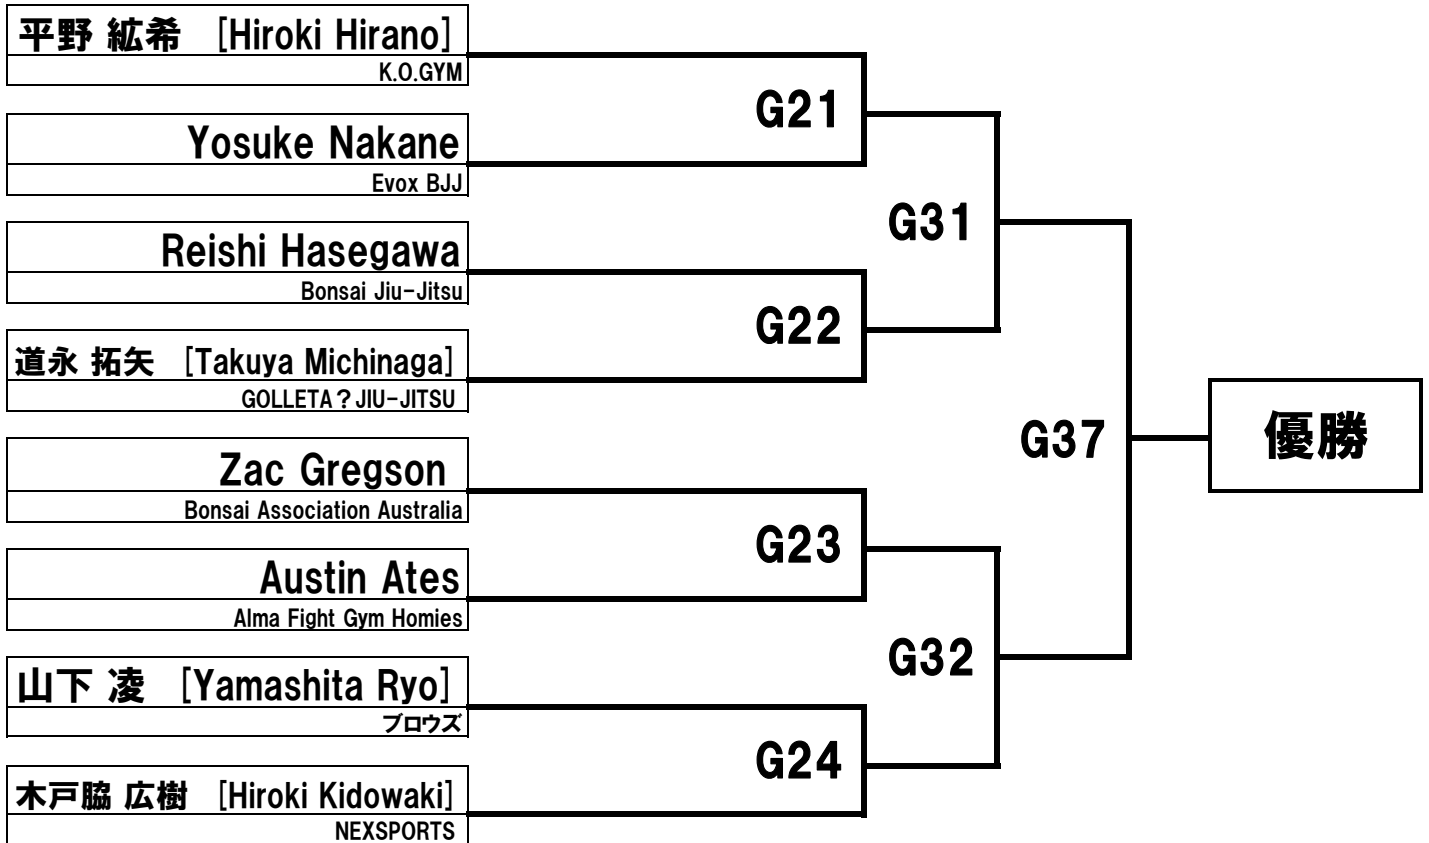 平野 紘希 [Hiroki Hirano]
K.O.GYM
G21
Yosuke Nakane
Evox BJJ
G31
Reishi Hasegawa
Bonsai Jiu-Jitsu
G22
道永 拓矢 [Takuya Michinaga]
GOLLETA？JIU-JITSU
G37
優勝
Zac Gregson
Bonsai Association Australia
G23
Austin Ates
Alma Fight Gym Homies
G32
山下 凌 [Yamashita Ryo]
ブロウズ
G24
木戸脇 広樹 [Hiroki Kidowaki]
NEXSPORTS